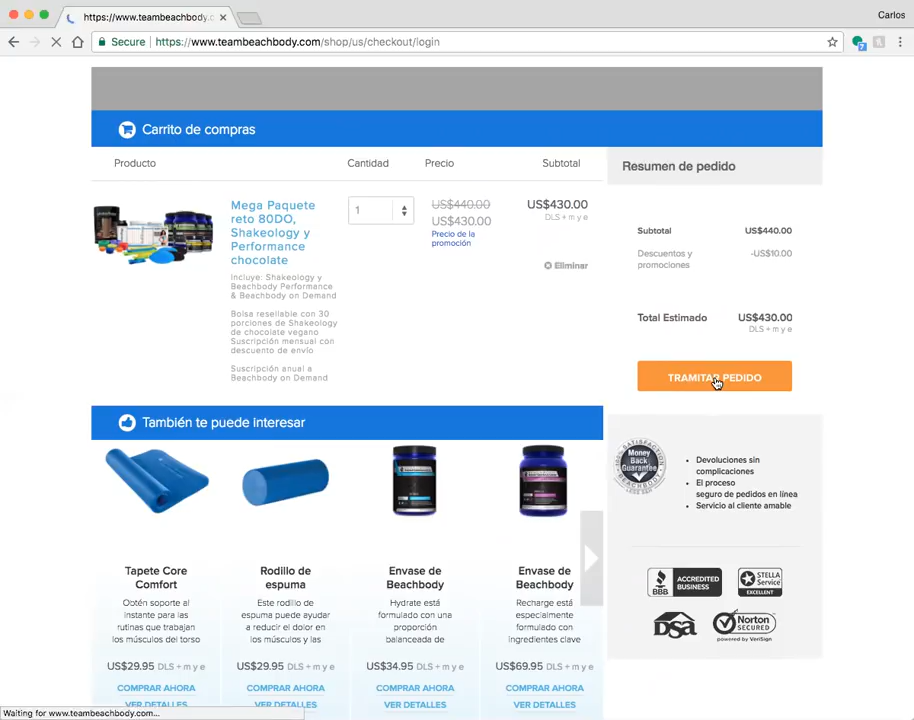 https://www.teambeachbody.c
Carlos
Secure
https://www.teambeachbody.com/shop/us/checkout/login
Carrito de compras
Producto
Cantidad
Precio
Subtotal
Resumen de pedido
Mega Paquete
reto 80DO,
Shakeology y
Performance
chocolate
Incluye: Shakeology y
Beachbody Performance
& Beachbody on Demand
Bolsa resellable con 30
porciones de Shakeology
de chocolate vegano
Suscripción mensual con
descuento de envío
Suscripción anual a
Beachbody on Demand
1
US$440.00
US$430.00
Precio de la
promoción
US$430.00
DLS + m y e
Eliminar
Subtotal US$440.00
Descuentos y
promociones
-US$10.00
Total Estimado US$430.00
DLS + m y e
TRAMITAR PEDIDO
También te puede interesar
Tapete Core
Comfort
Obtén soporte al
instante para las
rutinas que trabajan
los músculos del torso
US$29.95 DLS + m y e
COMPRAR AHORA
VER DETALLES
Rodillo de
espuma
Este rodillo de
espuma puede ayudar
a reducir el dolor en
los músculos y las
US$29.95 DLS + m y e
COMPRAR AHORA
VER DETALLES
Envase de
Beachbody
Hydrate está
formulado con una
proporción
balanceada de
US$34.95 DLS + m y e
COMPRAR AHORA
VER DETALLES
Envase de
Beachbody
Recharge está
especialmente
formulado con
ingredientes clave
US$69.95 DLS + m y e
COMPRAR AHORA
VER DETALLES
Money
Back
Guarantee
Devoluciones sin
complicaciones
El proceso
seguro de pedidos en línea
Servicio al cliente amable
BBB
ACCREDITED
BUSINESS
STELLA
Service
EXCELLENT
DSA
Norton
SECURED
powered by VeriSign
Waiting for www.teambeachbody.com...